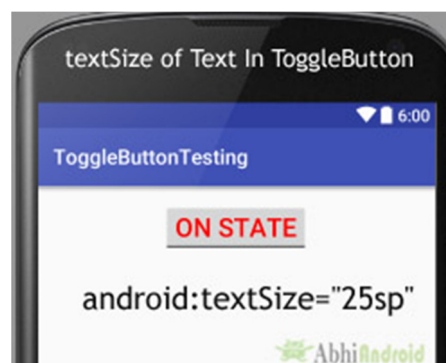 textSize of Text In ToggleButton
6:00
ToggleButtonTesting
ON STATE
android:textSize="25sp"
AbhiAndroid